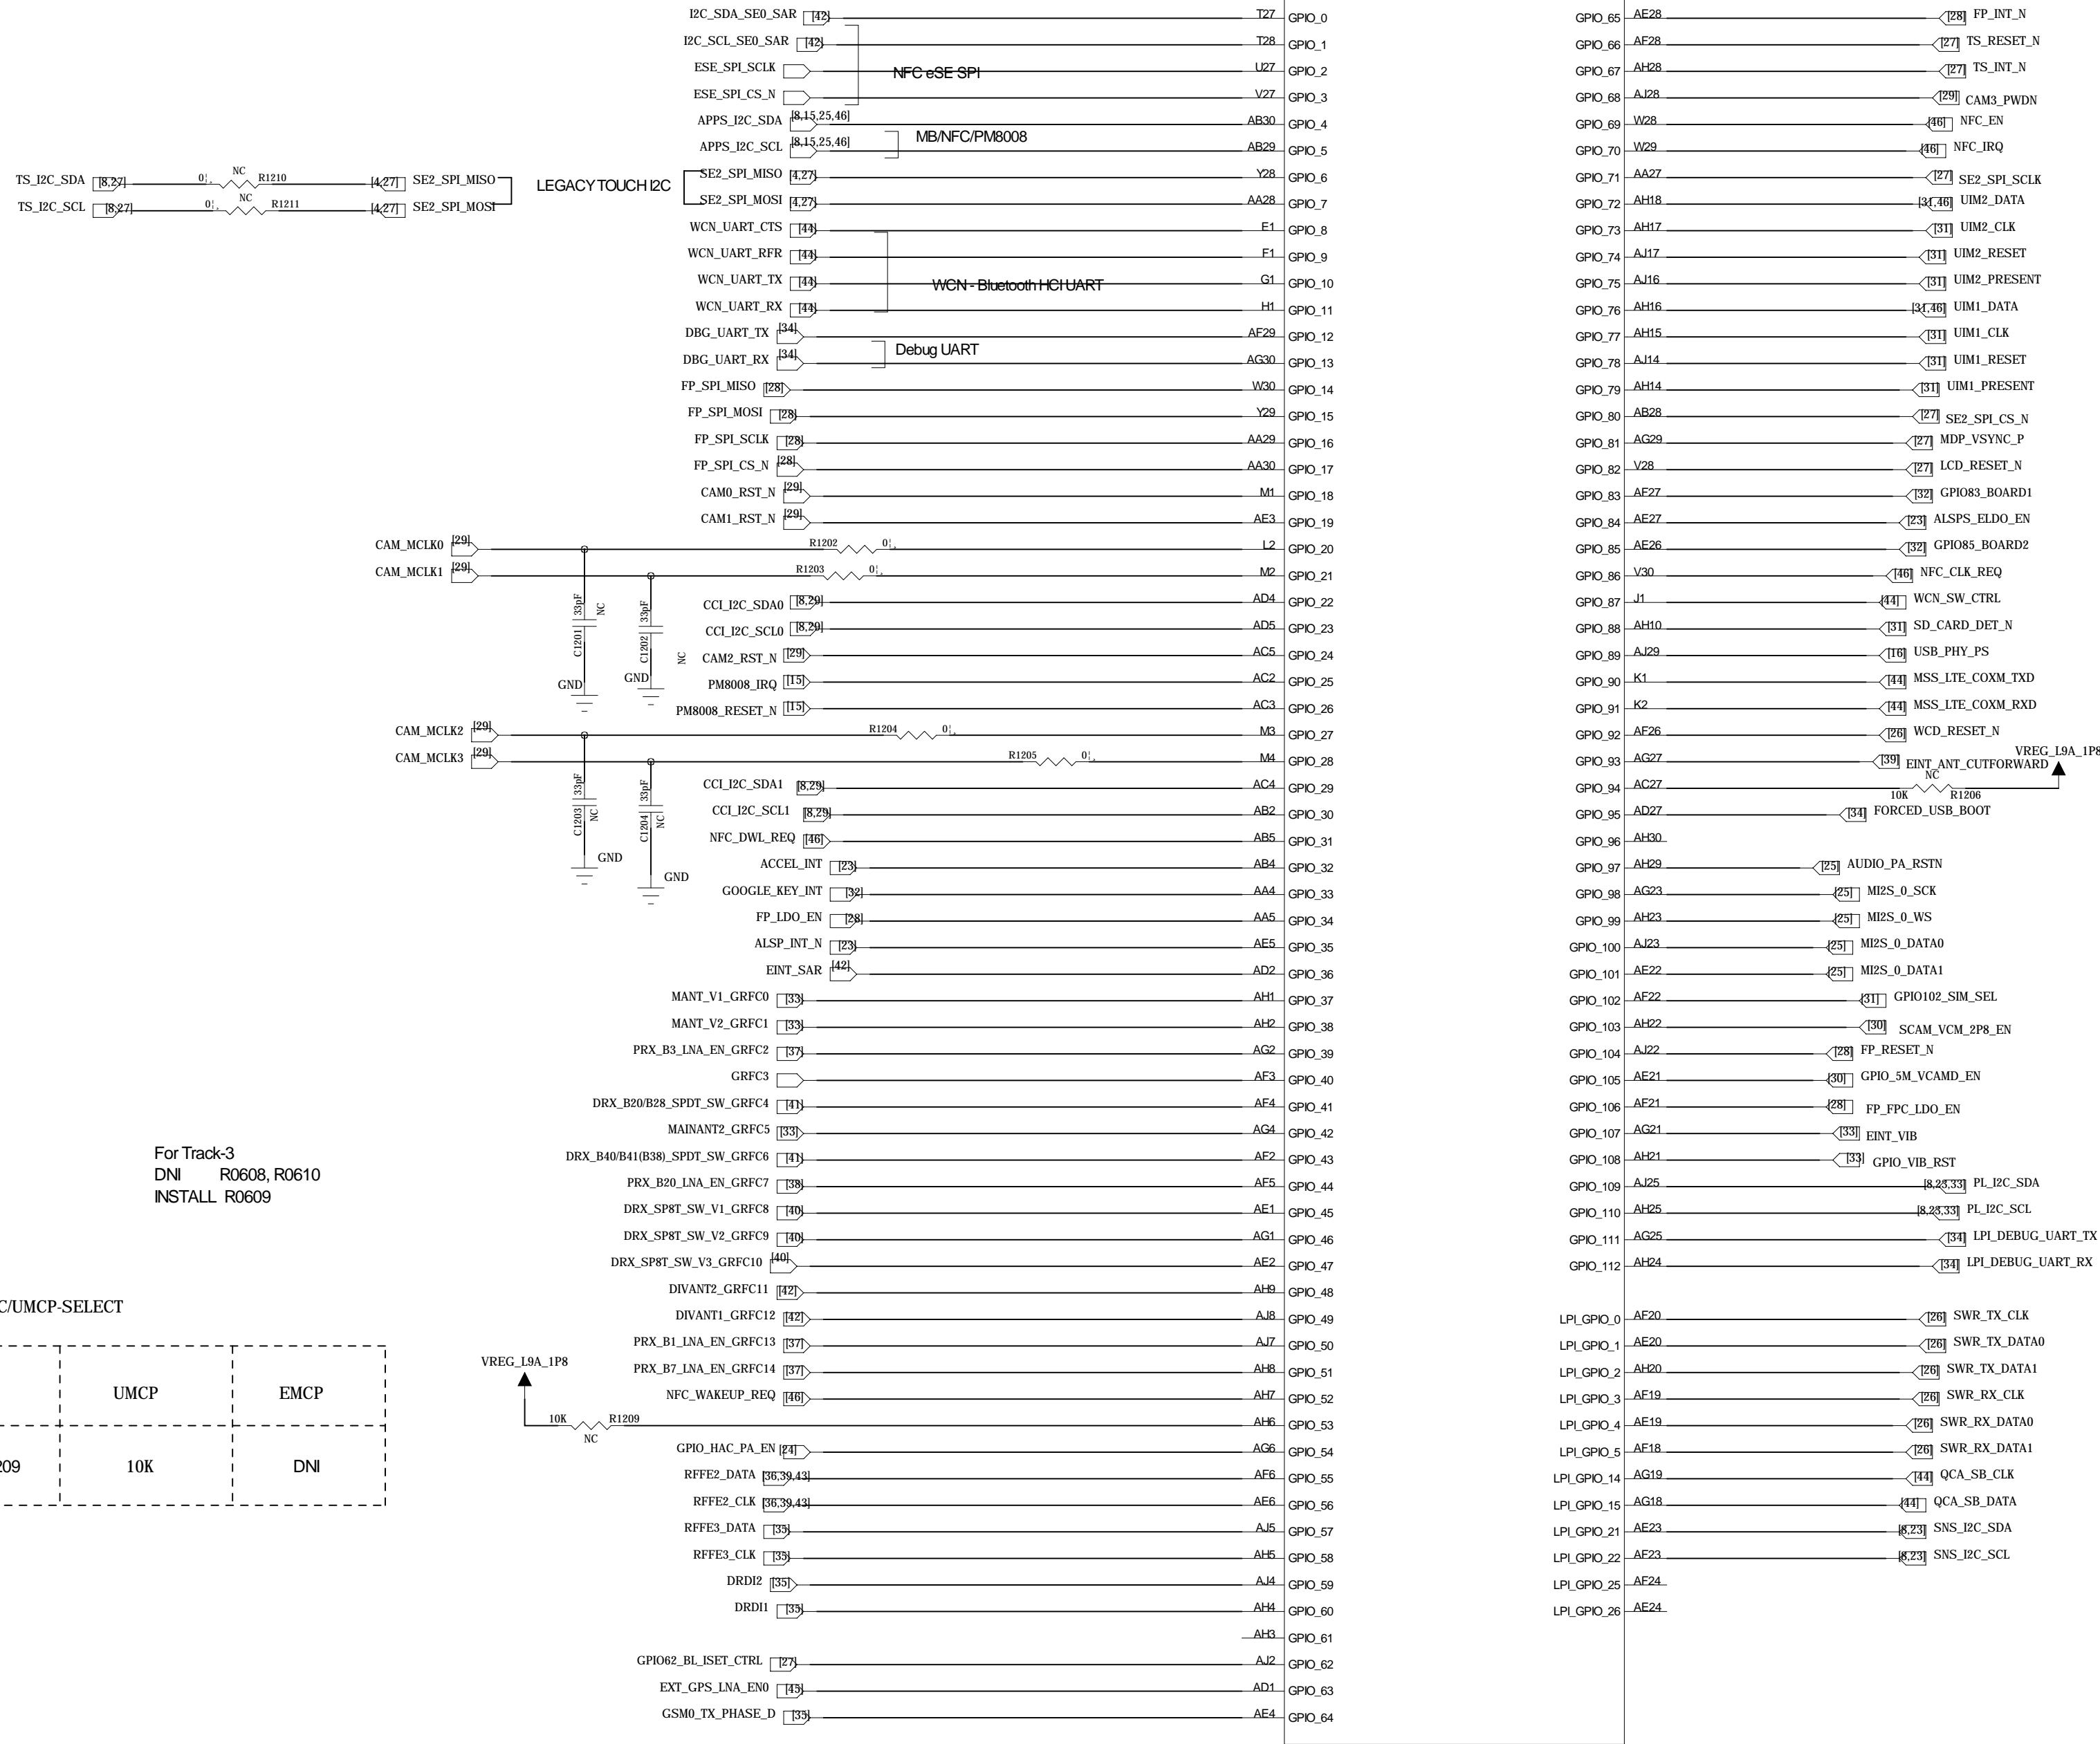 I2C_SDA_SE0_SAR [42] T27 GPIO_0
I2C_SCL_SE0_SAR [42] T28 GPIO_1
ESE_SPI_SCLK U27 GPIO_2
NFC eSE SPI
ESE_SPI_CS_N V27 GPIO_3
APPS_I2C_SDA [8,15,25,46] AB30 GPIO_4
MB/NFC/PM8008
APPS_I2C_SCL [8,15,25,46] AB29 GPIO_5
TS_I2C_SDA [8,27] 0 NC R1210 [4,27] SE2_SPI_MISO
TS_I2C_SCL [8,27] 0 NC R1211 [4,27] SE2_SPI_MOSI
LEGACY TOUCH I2C
SE2_SPI_MISO [4,27] Y28 GPIO_6
SE2_SPI_MOSI [4,27] AA28 GPIO_7
WCN_UART_CTS [44] E1 GPIO_8
WCN_UART_RFR [44] F1 GPIO_9
WCN_UART_TX [44] G1 GPIO_10
WCN - Bluetooth HCI UART
WCN_UART_RX [44] H1 GPIO_11
DBG_UART_TX [34] AF29 GPIO_12
Debug UART
DBG_UART_RX [34] AG30 GPIO_13
FP_SPI_MISO [28] W30 GPIO_14
FP_SPI_MOSI [28] Y29 GPIO_15
FP_SPI_SCLK [28] AA29 GPIO_16
FP_SPI_CS_N [28] AA30 GPIO_17
CAM0_RST_N [29] M1 GPIO_18
CAM1_RST_N [29] AE3 GPIO_19
CAM_MCLK0 [29] R1202 0 L2 GPIO_20
CAM_MCLK1 [29] R1203 0 M2 GPIO_21
C1201 33pF NC GND
C1202 33pF NC GND
CCI_I2C_SDA0 [8,29] AD4 GPIO_22
CCI_I2C_SCL0 [8,29] AD5 GPIO_23
CAM2_RST_N [29] AC5 GPIO_24
PM8008_IRQ [15] AC2 GPIO_25
PM8008_RESET_N [15] AC3 GPIO_26
CAM_MCLK2 [29] R1204 0 M3 GPIO_27
CAM_MCLK3 [29] R1205 0 M4 GPIO_28
C1203 33pF NC GND
C1204 33pF NC GND
CCI_I2C_SDA1 [8,29] AC4 GPIO_29
CCI_I2C_SCL1 [8,29] AB2 GPIO_30
NFC_DWL_REQ [46] AB5 GPIO_31
ACCEL_INT [23] AB4 GPIO_32
GOOGLE_KEY_INT [32] AA4 GPIO_33
FP_LDO_EN [28] AA5 GPIO_34
ALSP_INT_N [23] AE5 GPIO_35
EINT_SAR [42] AD2 GPIO_36
MANT_V1_GRFC0 [33] AH1 GPIO_37
MANT_V2_GRFC1 [33] AH2 GPIO_38
PRX_B3_LNA_EN_GRFC2 [37] AG2 GPIO_39
GRFC3 AF3 GPIO_40
DRX_B20/B28_SPDT_SW_GRFC4 [41] AF4 GPIO_41
MAINANT2_GRFC5 [33] AG4 GPIO_42
DRX_B40/B41(B38)_SPDT_SW_GRFC6 [41] AF2 GPIO_43
PRX_B20_LNA_EN_GRFC7 [38] AF5 GPIO_44
DRX_SP8T_SW_V1_GRFC8 [40] AE1 GPIO_45
DRX_SP8T_SW_V2_GRFC9 [40] AG1 GPIO_46
DRX_SP8T_SW_V3_GRFC10 [40] AE2 GPIO_47
DIVANT2_GRFC11 [42] AH9 GPIO_48
DIVANT1_GRFC12 [42] AJ8 GPIO_49
PRX_B1_LNA_EN_GRFC13 [37] AJ7 GPIO_50
PRX_B7_LNA_EN_GRFC14 [37] AH8 GPIO_51
NFC_WAKEUP_REQ [46] AH7 GPIO_52
VREG_L9A_1P8
10K NC R1209 AH6 GPIO_53
GPIO_HAC_PA_EN [24] AG6 GPIO_54
RFFE2_DATA [36,39,43] AF6 GPIO_55
RFFE2_CLK [36,39,43] AE6 GPIO_56
RFFE3_DATA [35] AJ5 GPIO_57
RFFE3_CLK [35] AH5 GPIO_58
DRDI2 [35] AJ4 GPIO_59
DRDI1 [35] AH4 GPIO_60
AH3 GPIO_61
GPIO62_BL_ISET_CTRL [27] AJ2 GPIO_62
EXT_GPS_LNA_EN0 [45] AD1 GPIO_63
GSM0_TX_PHASE_D [35] AE4 GPIO_64
For Track-3
DNI R0608, R0610
INSTALL R0609
C/UMCP-SELECT
UMCP EMCP
209 10K DNI
GPIO_65 AE28 [28] FP_INT_N
GPIO_66 AF28 [27] TS_RESET_N
GPIO_67 AH28 [27] TS_INT_N
GPIO_68 AJ28 [29] CAM3_PWDN
GPIO_69 W28 [46] NFC_EN
GPIO_70 W29 [46] NFC_IRQ
GPIO_71 AA27 [27] SE2_SPI_SCLK
GPIO_72 AH18 [31,46] UIM2_DATA
GPIO_73 AH17 [31] UIM2_CLK
GPIO_74 AJ17 [31] UIM2_RESET
GPIO_75 AJ16 [31] UIM2_PRESENT
GPIO_76 AH16 [31,46] UIM1_DATA
GPIO_77 AH15 [31] UIM1_CLK
GPIO_78 AJ14 [31] UIM1_RESET
GPIO_79 AH14 [31] UIM1_PRESENT
GPIO_80 AB28 [27] SE2_SPI_CS_N
GPIO_81 AG29 [27] MDP_VSYNC_P
GPIO_82 V28 [27] LCD_RESET_N
GPIO_83 AF27 [32] GPIO83_BOARD1
GPIO_84 AE27 [23] ALSPS_ELDO_EN
GPIO_85 AE26 [32] GPIO85_BOARD2
GPIO_86 V30 [46] NFC_CLK_REQ
GPIO_87 J1 [44] WCN_SW_CTRL
GPIO_88 AH10 [31] SD_CARD_DET_N
GPIO_89 AJ29 [16] USB_PHY_PS
GPIO_90 K1 [44] MSS_LTE_COXM_TXD
GPIO_91 K2 [44] MSS_LTE_COXM_RXD
GPIO_92 AF26 [26] WCD_RESET_N
VREG_L9A_1P8
GPIO_93 AG27 [39] EINT_ANT_CUTFORWARD
GPIO_94 AC27 10K NC R1206
GPIO_95 AD27 [34] FORCED_USB_BOOT
GPIO_96 AH30
GPIO_97 AH29 [25] AUDIO_PA_RSTN
GPIO_98 AG23 [25] MI2S_0_SCK
GPIO_99 AH23 [25] MI2S_0_WS
GPIO_100 AJ23 [25] MI2S_0_DATA0
GPIO_101 AE22 [25] MI2S_0_DATA1
GPIO_102 AF22 [31] GPIO102_SIM_SEL
GPIO_103 AH22 [30] SCAM_VCM_2P8_EN
GPIO_104 AJ22 [28] FP_RESET_N
GPIO_105 AE21 [30] GPIO_5M_VCAMD_EN
GPIO_106 AF21 [28] FP_FPC_LDO_EN
GPIO_107 AG21 [33] EINT_VIB
GPIO_108 AH21 [33] GPIO_VIB_RST
GPIO_109 AJ25 [8,23,33] PL_I2C_SDA
GPIO_110 AH25 [8,23,33] PL_I2C_SCL
GPIO_111 AG25 [34] LPI_DEBUG_UART_TX
GPIO_112 AH24 [34] LPI_DEBUG_UART_RX
LPI_GPIO_0 AF20 [26] SWR_TX_CLK
LPI_GPIO_1 AE20 [26] SWR_TX_DATA0
LPI_GPIO_2 AH20 [26] SWR_TX_DATA1
LPI_GPIO_3 AF19 [26] SWR_RX_CLK
LPI_GPIO_4 AE19 [26] SWR_RX_DATA0
LPI_GPIO_5 AF18 [26] SWR_RX_DATA1
LPI_GPIO_14 AG19 [44] QCA_SB_CLK
LPI_GPIO_15 AG18 [44] QCA_SB_DATA
LPI_GPIO_21 AE23 [8,23] SNS_I2C_SDA
LPI_GPIO_22 AF23 [8,23] SNS_I2C_SCL
LPI_GPIO_25 AF24
LPI_GPIO_26 AE24